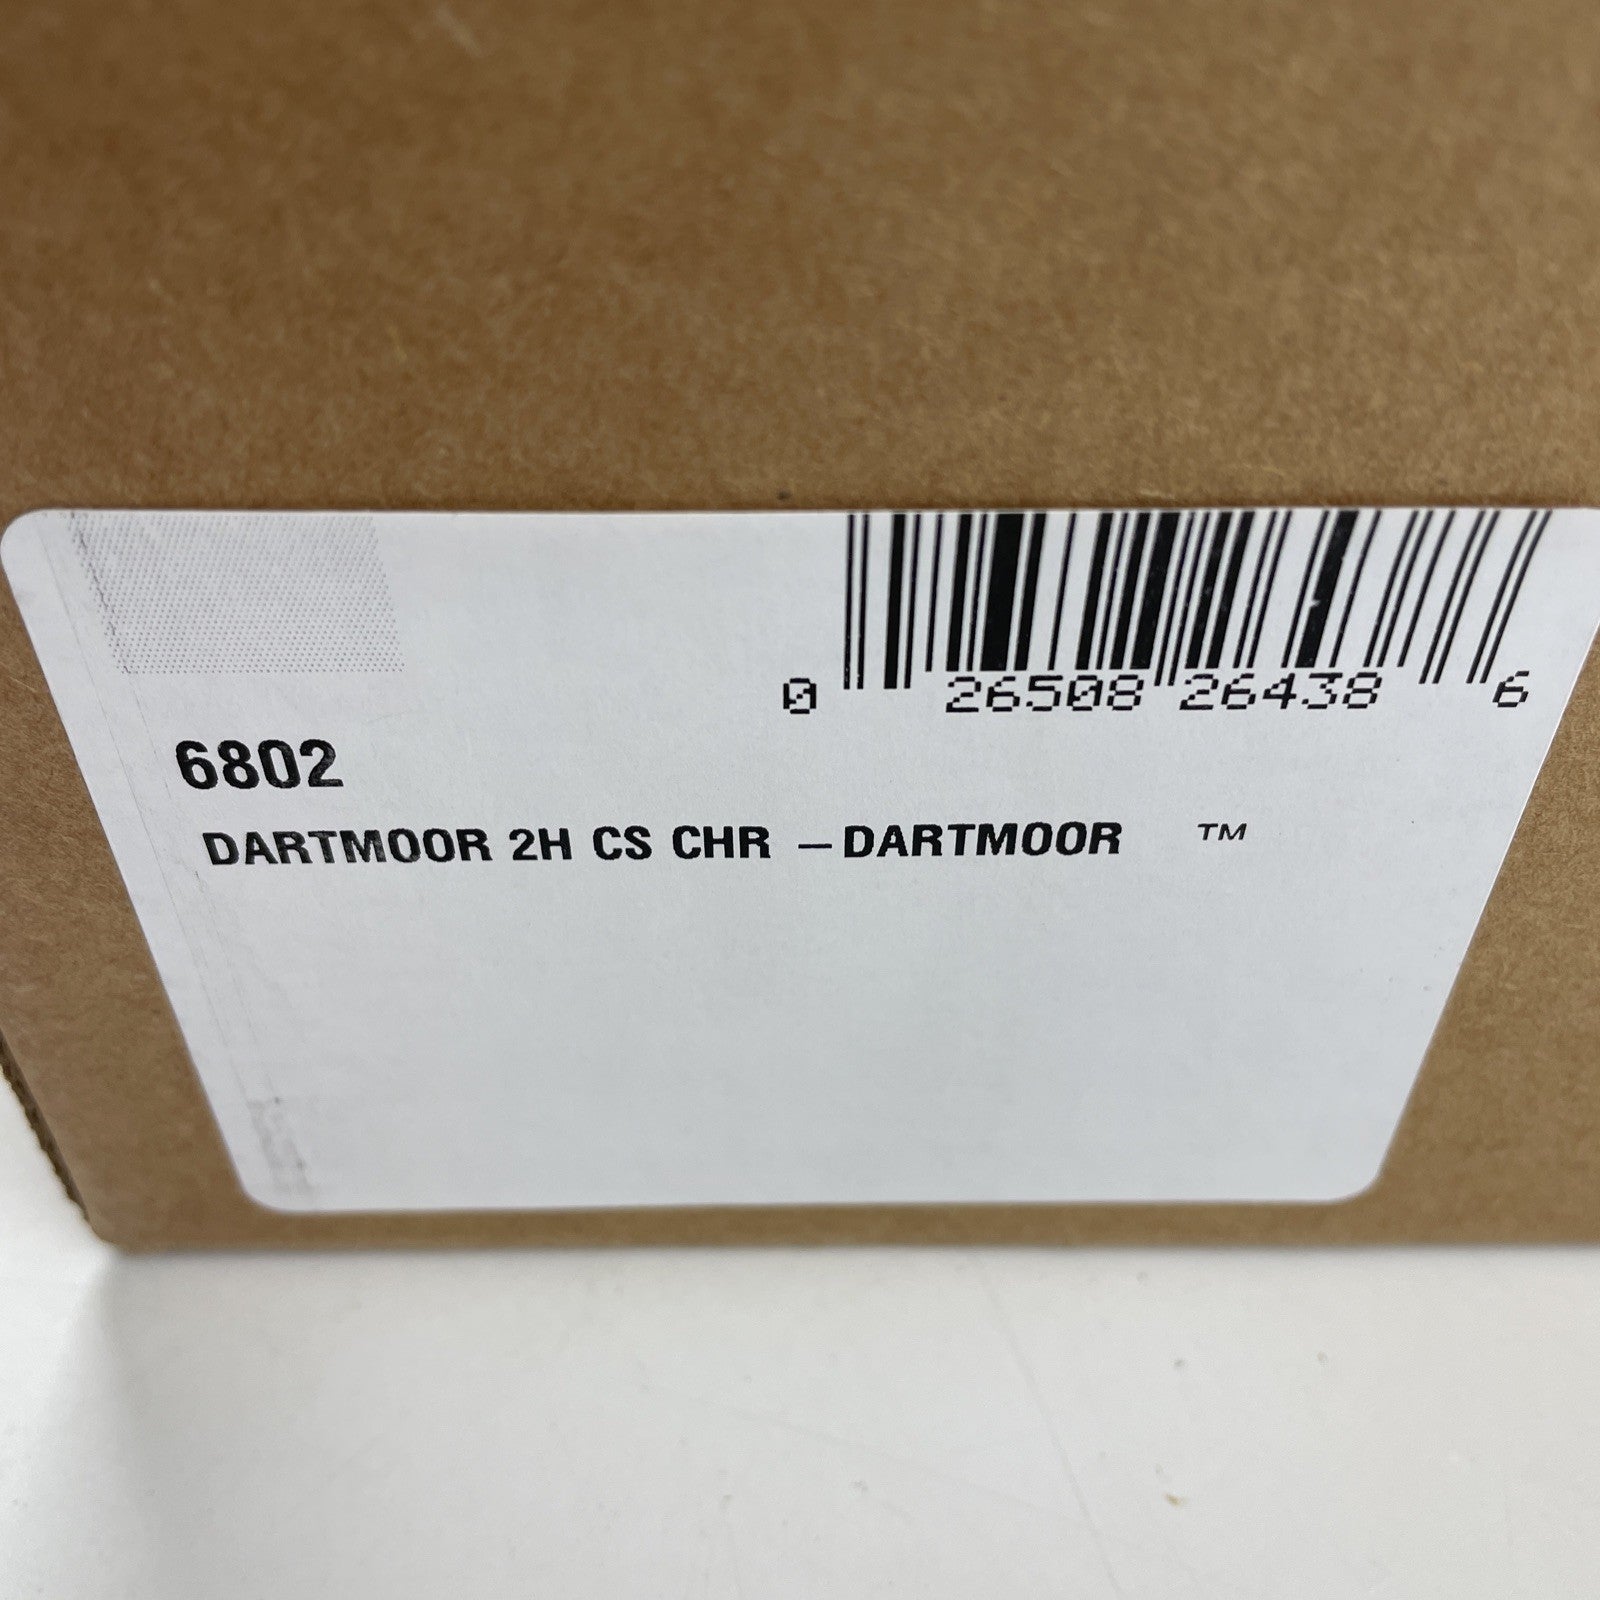 0 26508 26438 6
6802
DARTMOOR 2H CS CHR –DARTMOOR ™